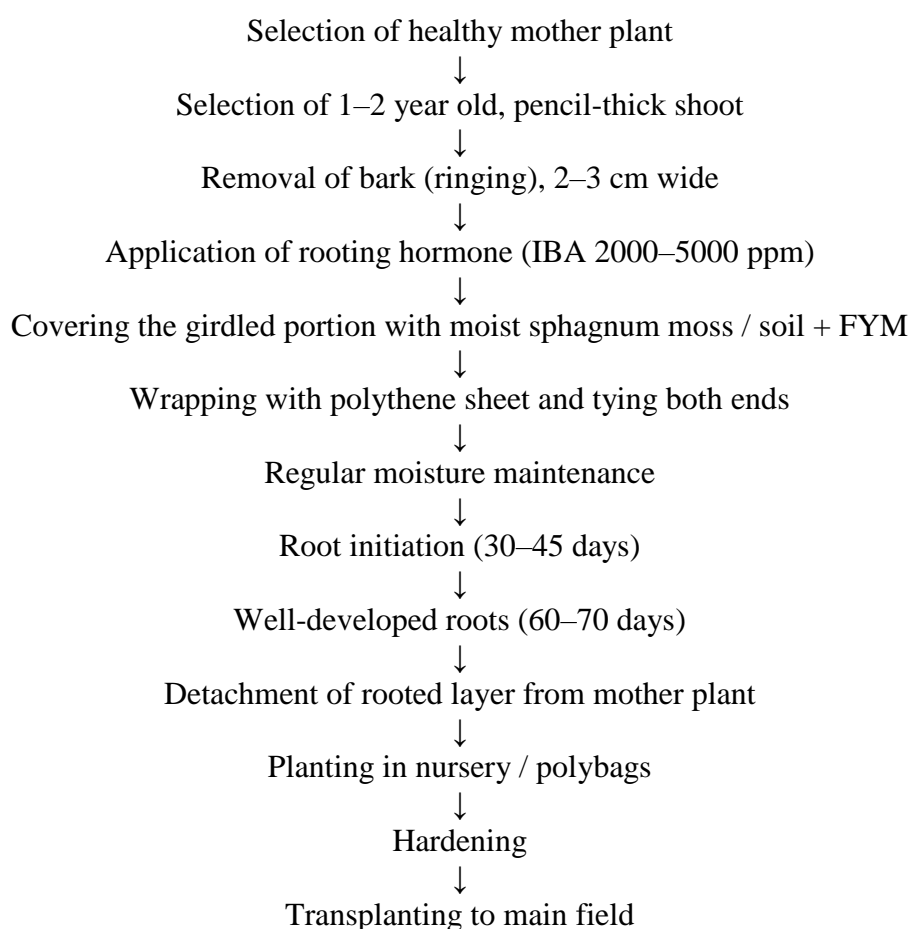 Selection of healthy mother plant
↓
Selection of 1–2 year old, pencil-thick shoot
↓
Removal of bark (ringing), 2–3 cm wide
↓
Application of rooting hormone (IBA 2000–5000 ppm)
↓
Covering the girdled portion with moist sphagnum moss / soil + FYM
↓
Wrapping with polythene sheet and tying both ends
↓
Regular moisture maintenance
↓
Root initiation (30–45 days)
↓
Well-developed roots (60–70 days)
↓
Detachment of rooted layer from mother plant
↓
Planting in nursery / polybags
↓
Hardening
↓
Transplanting to main field